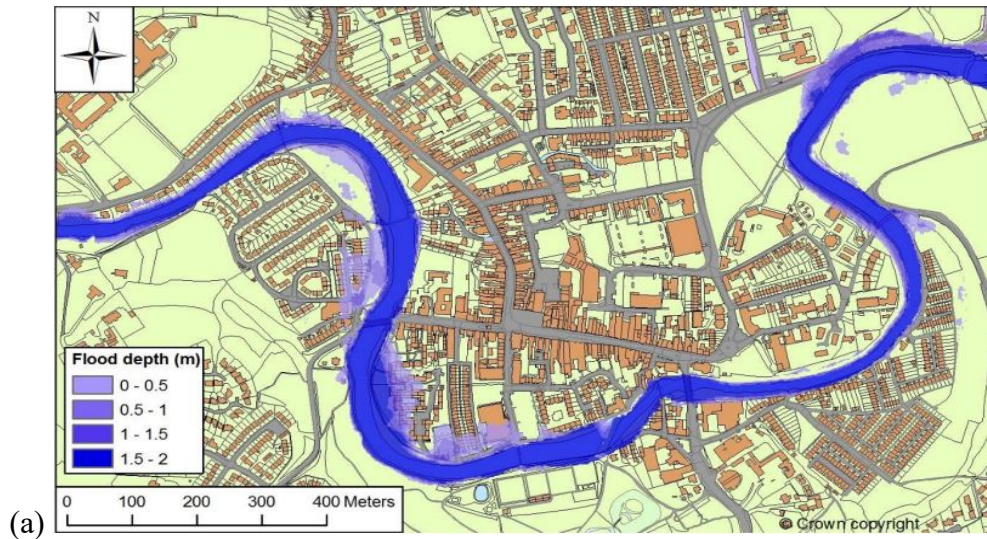 N
Flood depth (m)
0 - 0.5
0.5 - 1
1 - 1.5
1.5 - 2
0 100 200 300 400 Meters
© Crown copyright
(a)